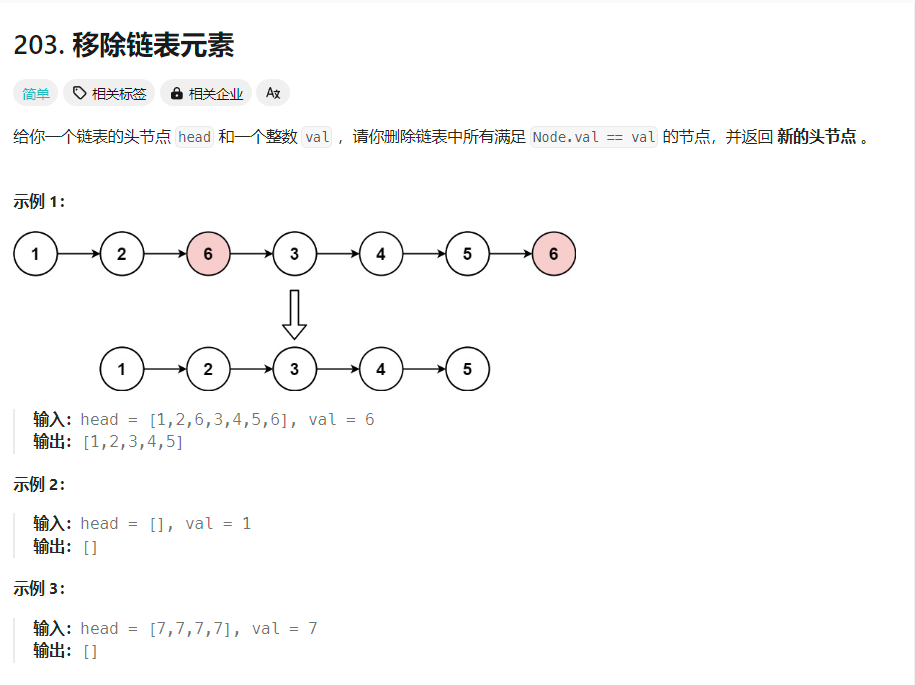 203. 移除链表元素
简单 相关标签 相关企业 Aあ
给你一个链表的头节点 head 和一个整数 val ，请你删除链表中所有满足 Node.val == val 的节点，并返回 新的头节点 。
示例 1：
1 2 6 3 4 5 6
1 2 3 4 5
输入：head = [1,2,6,3,4,5,6], val = 6
输出：[1,2,3,4,5]
示例 2：
输入：head = [], val = 1
输出：[]
示例 3：
输入：head = [7,7,7,7], val = 7
输出：[]